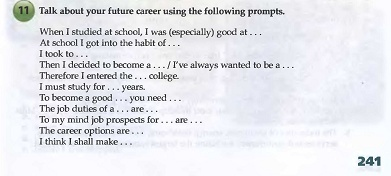 11 Talk about your future career using the following prompts.
When I studied at school, I was (especially) good at . . .
At school I got into the habit of . . .
I took to . . .
Then I decided to become a . . . / I've always wanted to be a . . .
Therefore I entered the . . . college.
I must study for . . . years.
To become a good . . . you need . . .
The job duties of a . . . are . . .
To my mind job prospects for . . . are . . .
The career options are . . .
I think I shall make . . .
241